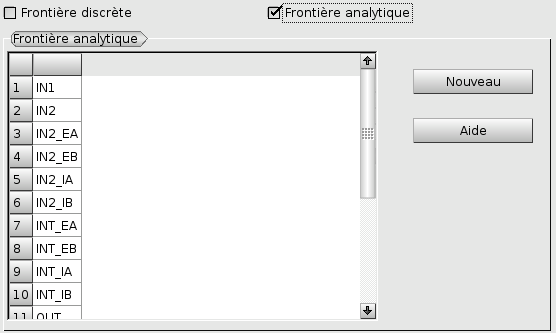 Frontière discrète
Frontière analytique
Frontière analytique
1 IN1
2 IN2
3 IN2_EA
4 IN2_EB
5 IN2_IA
6 IN2_IB
7 INT_EA
8 INT_EB
9 INT_IA
10 INT_IB
11 OUT
Nouveau
Aide